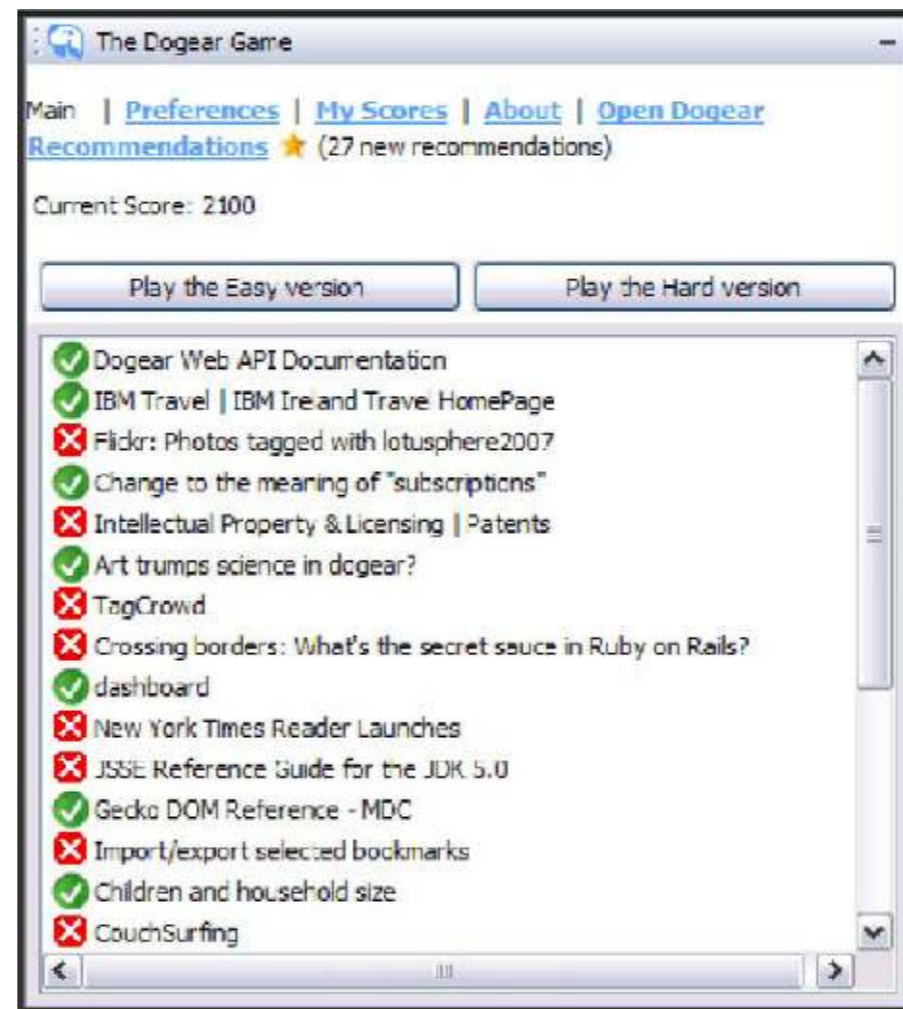 The Dogear Game
Main | Preferences | My Scores | About | Open Dogear
Recommendations (27 new recommendations)
Current Score: 2100
Play the Easy version Play the Hard version
Dogear Web API Documentation
IBM Travel | IBM Ireland Travel HomePage
Flickr: Photos tagged with lotusphere2007
Change to the meaning of "subscriptions"
Intellectual Property & Licensing | Patents
Art trumps science in dogear?
TagCrowd
Crossing borders: What's the secret sauce in Ruby on Rails?
dashboard
New York Times Reader Launches
JSSE Reference Guide for the JDK 5.0
Gecko DOM Reference - MDC
Import/export selected bookmarks
Children and household size
CouchSurfing